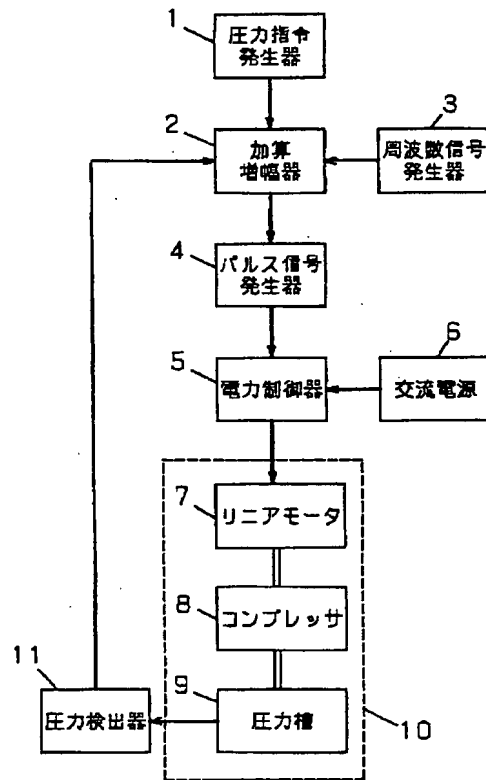 1
圧力指令
発生器
2
加算
増幅器
3
周波数信号
発生器
4
パルス信号
発生器
5
電力制御器
6
交流電源
7
リニアモータ
8
コンプレッサ
9
圧力槽
10
11
圧力検出器